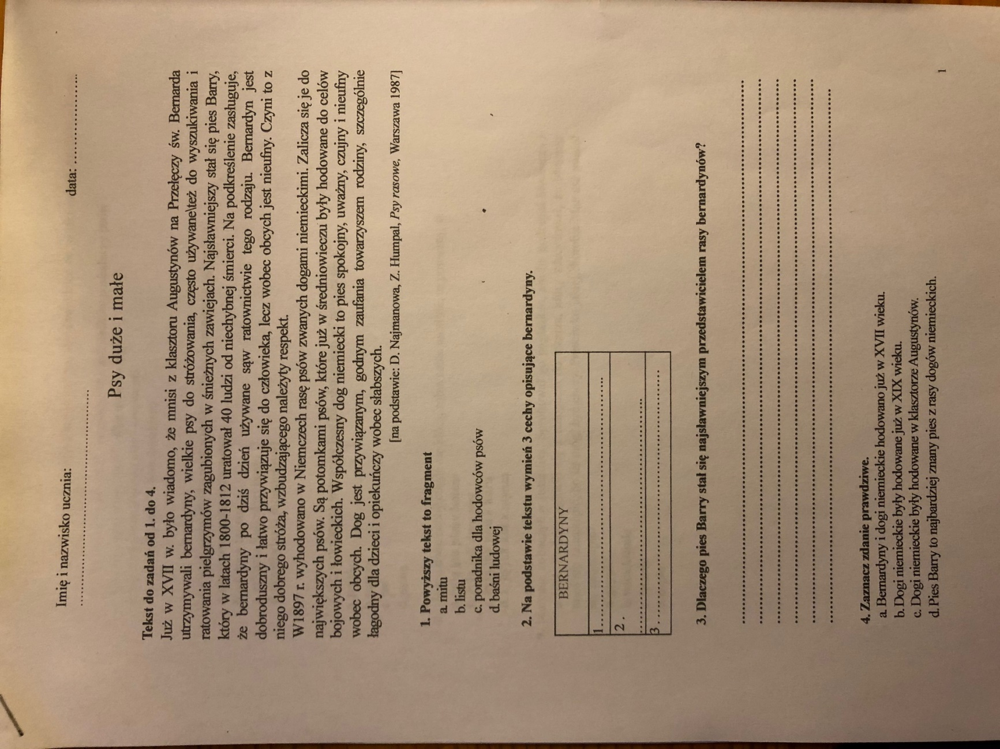 Imię i nazwisko ucznia: data: ................
................................................
Psy duże i małe
Tekst do zadań od 1. do 4.
Już w XVII w. było wiadomo, że mnisi z klasztoru Augustynów na Przełęczy św. Bernarda
utrzymywali bernardyny, wielkie psy do stróżowania, często używane\też do wyszukiwania i
ratowania pielgrzymów zagubionych w śnieżnych zawiejach. Najsławniejszy stał się pies Barry,
który w latach 1800-1812 uratował 40 ludzi od niechybnej śmierci. Na podkreślenie zasługuje,
że bernardyny po dziś dzień używane sąw ratownictwie tego rodzaju. Bernardyn jest
dobroduszny i łatwo przywiązuje się do człowieka, lecz wobec obcych jest nieufny. Czyni to z
niego dobrego stróża, wzbudzającego należyty respekt.
W1897 r. wyhodowano w Niemczech rasę psów zwanych dogami niemieckimi. Zalicza się je do
największych psów. Są potomkami psów, które już w średniowieczu były hodowane do celów
bojowych i łowieckich. Współczesny dog niemiecki to pies spokojny, uważny, czujny i nieufny
wobec obcych. Dog jest przywiązanym, godnym zaufania towarzyszem rodziny, szczególnie
łagodny dla dzieci i opiekuńczy wobec słabszych.
[na podstawie: D. Najmanowa, Z. Humpal, Psy rasowe, Warszawa 1987]
1. Powyższy tekst to fragment
a. mitu
b. listu
c. poradnika dla hodowców psów
d. baśni ludowej
2. Na podstawie tekstu wymień 3 cechy opisujące bernardyny.
BERNARDYNY
1..........................................................
2 .
..........................................................
3 ..........................................................
3. Dlaczego pies Barry stał się najsławniejszym przedstawicielem rasy bernardynów?
................................................................................
................................................................................
................................................................................
................................................................................
................................................................................
................................................................................
4. Zaznacz zdanie prawdziwe.
a. Bernardyny i dogi niemieckie hodowano już w XVII wieku.
b. Dogi niemieckie były hodowane już w XIX wieku.
c. Dogi niemieckie były hodowane w klasztorze Augustynów.
d. Pies Barry to najbardziej znany pies z rasy dogów niemieckich.
1